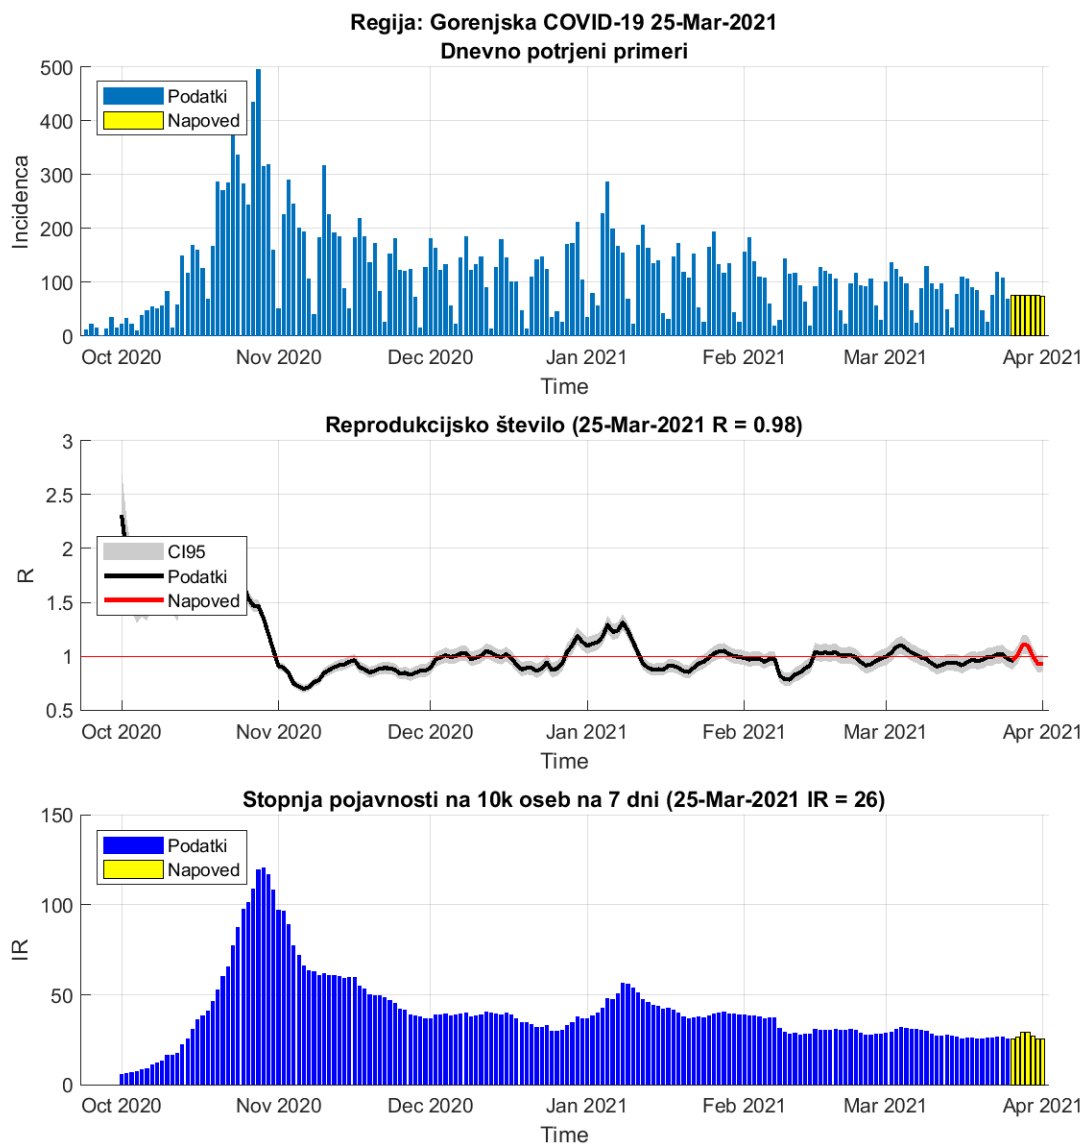 Regija: Gorenjska COVID-19 25-Mar-2021
Dnevno potrjeni primeri
500
400
300
200
100
0
Incidenca
Podatki
Napoved
Oct 2020 Nov 2020 Dec 2020 Jan 2021 Feb 2021 Mar 2021 Apr 2021
Time
Reprodukcijsko število (25-Mar-2021 R = 0.98)
3
2.5
2
1.5
1
0.5
R
CI95
Podatki
Napoved
Oct 2020 Nov 2020 Dec 2020 Jan 2021 Feb 2021 Mar 2021 Apr 2021
Time
Stopnja pojavnosti na 10k oseb na 7 dni (25-Mar-2021 IR = 26)
150
100
50
0
IR
Podatki
Napoved
Oct 2020 Nov 2020 Dec 2020 Jan 2021 Feb 2021 Mar 2021 Apr 2021
Time